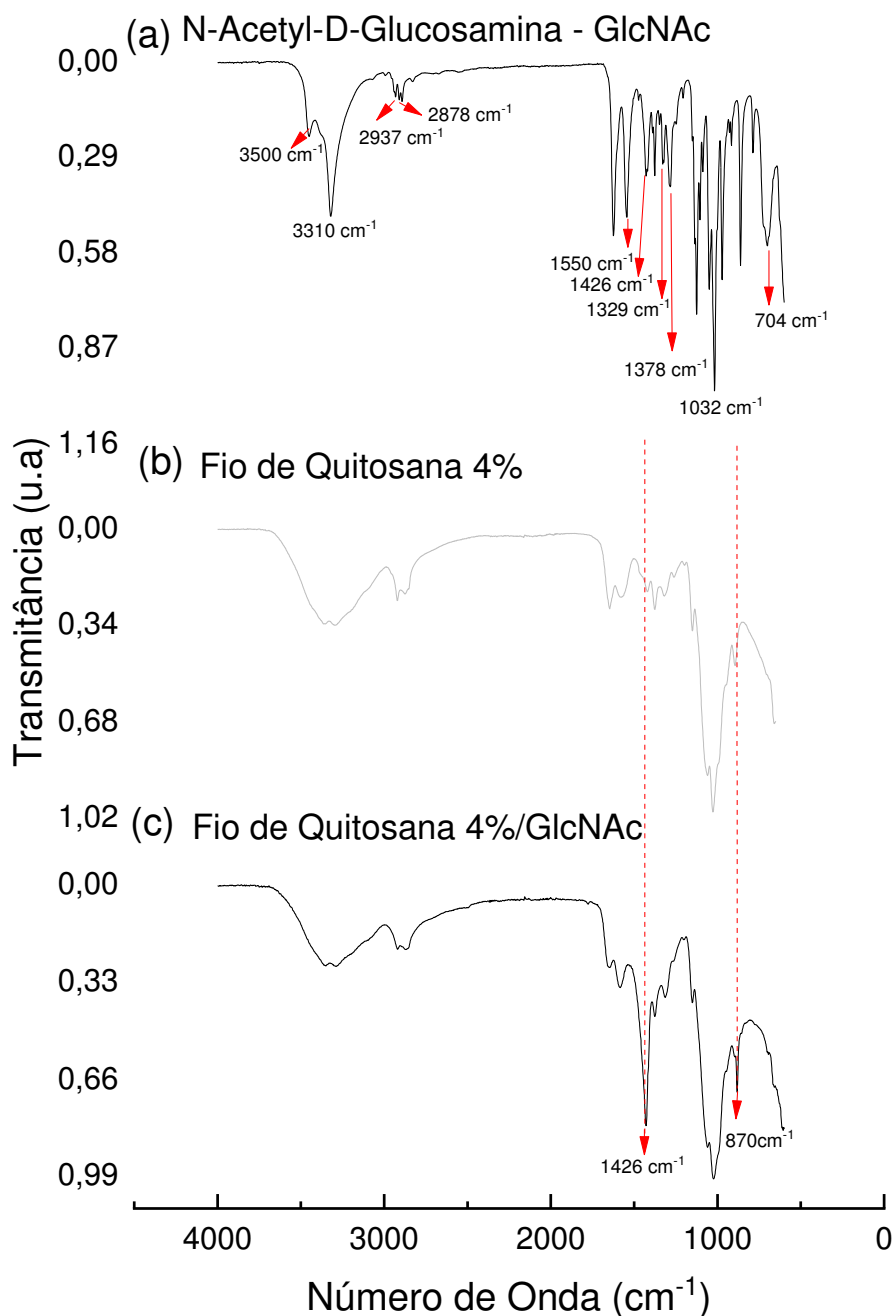 (a) N-Acetyl-D-Glucosamina - GlcNAc
0,00
2937 cm⁻¹
2878 cm⁻¹
3500 cm⁻¹
0,29
3310 cm⁻¹
0,58
1550 cm⁻¹
1426 cm⁻¹
1329 cm⁻¹
704 cm⁻¹
0,87
1378 cm⁻¹
1032 cm⁻¹
1,16
(b) Fio de Quitosana 4%
0,00
0,34
0,68
1,02
(c) Fio de Quitosana 4%/GlcNAc
0,00
0,33
0,66
870cm⁻¹
1426 cm⁻¹
0,99
Transmitância (u.a)
4000 3000 2000 1000 0
Número de Onda (cm⁻¹)